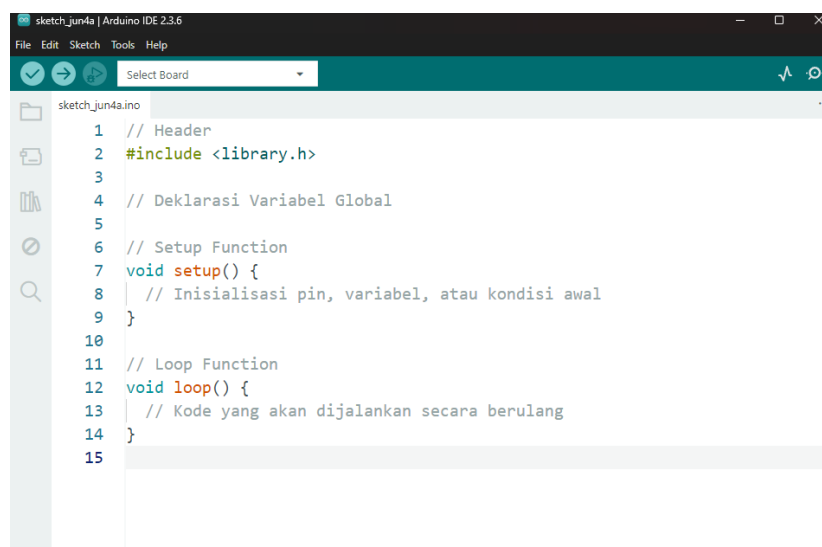 sketch_jun4a | Arduino IDE 2.3.6
File Edit Sketch Tools Help
Select Board
sketch_jun4a.ino
1 // Header
2 #include <library.h>
3
4 // Deklarasi Variabel Global
5
6 // Setup Function
7 void setup() {
8 // Inisialisasi pin, variabel, atau kondisi awal
9 }
10
11 // Loop Function
12 void loop() {
13 // Kode yang akan dijalankan secara berulang
14 }
15